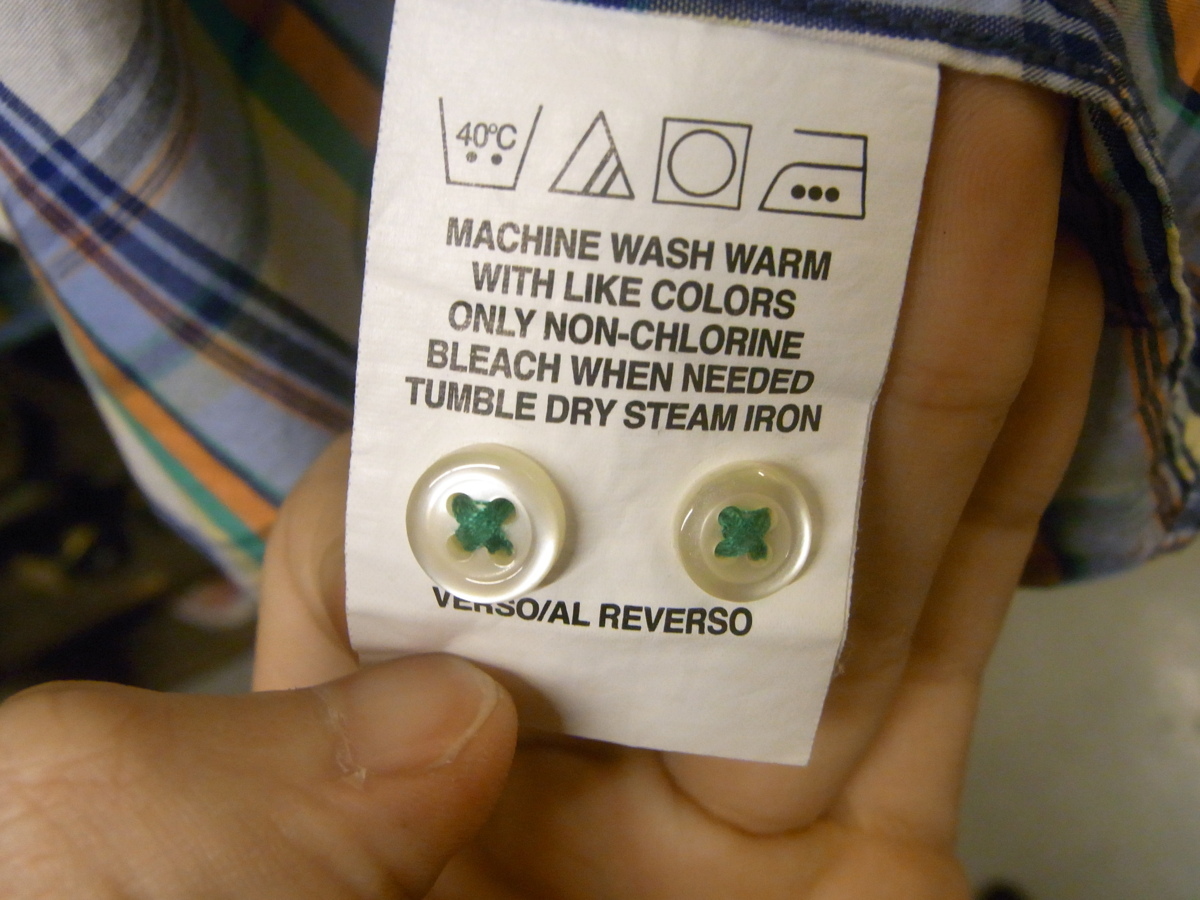 40°C
MACHINE WASH WARM
WITH LIKE COLORS
ONLY NON-CHLORINE
BLEACH WHEN NEEDED
TUMBLE DRY STEAM IRON
VERSO/AL REVERSO